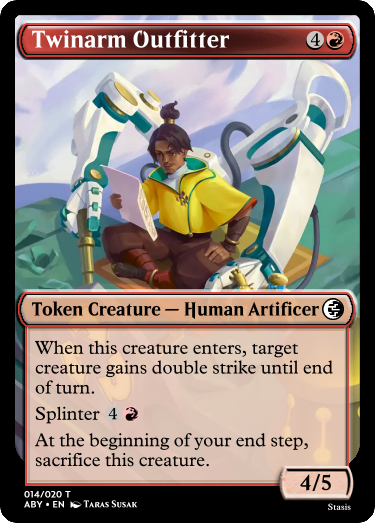 Twinarm Outfitter 4
Token Creature — Human Artificer
When this creature enters, target
creature gains double strike until end
of turn.
Splinter 4
At the beginning of your end step,
sacrifice this creature.
4/5
014/020 T
ABY • EN Taras Susak
Stasis